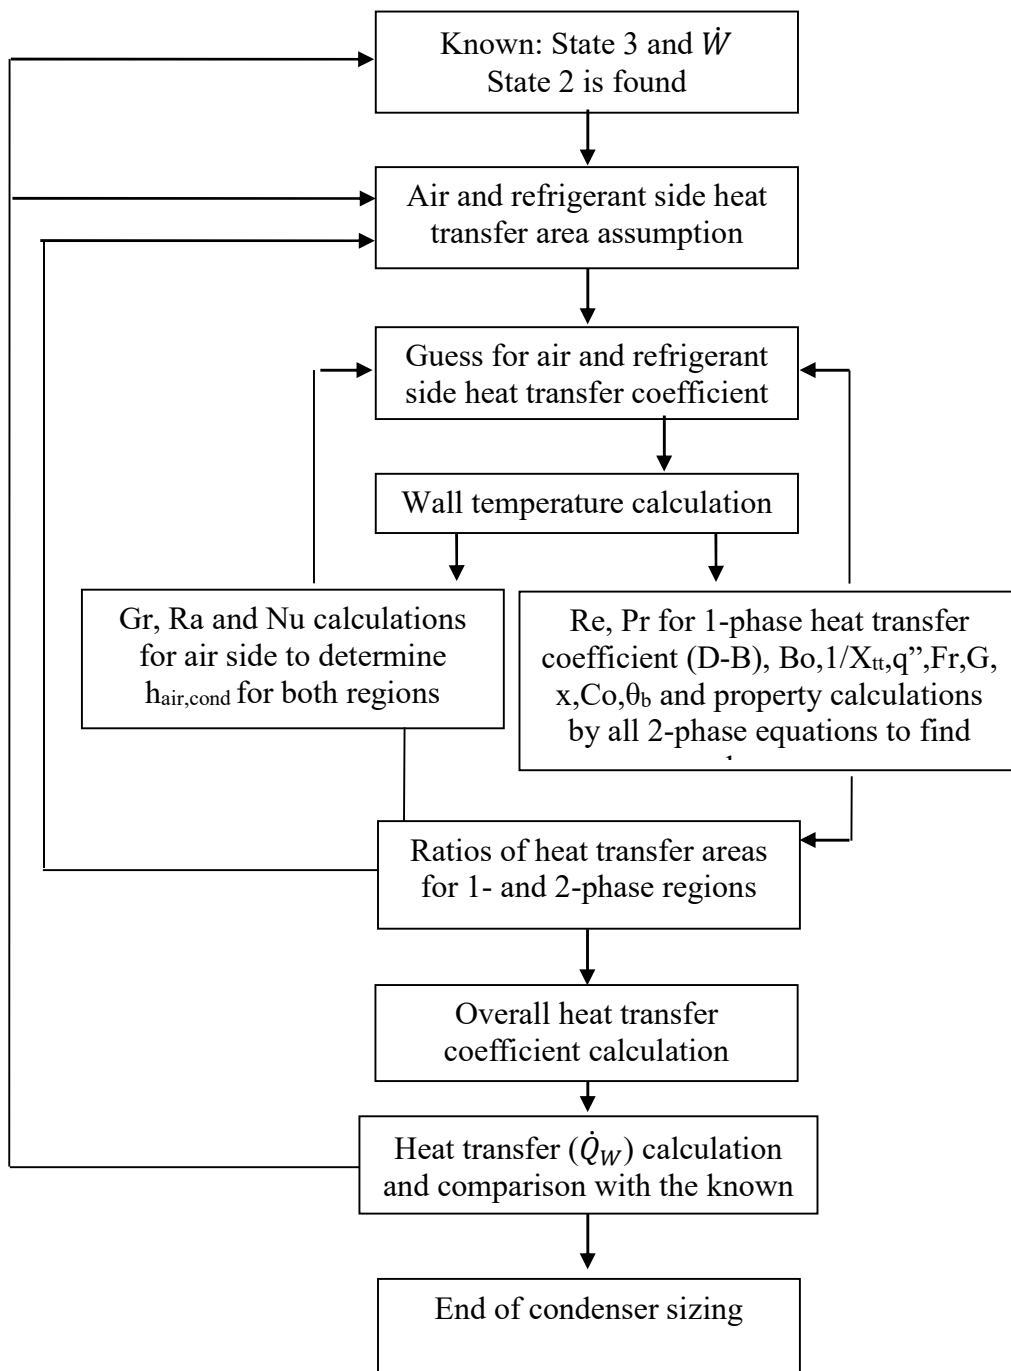 Known: State 3 and Ẇ
State 2 is found
Air and refrigerant side heat
transfer area assumption
Guess for air and refrigerant
side heat transfer coefficient
Wall temperature calculation
Gr, Ra and Nu calculations
for air side to determine
hair,cond for both regions
Re, Pr for 1-phase heat transfer
coefficient (D-B), Bo,1/Xtt,q”,Fr,G,
x,Co,θb and property calculations
by all 2-phase equations to find
Ratios of heat transfer areas
for 1- and 2-phase regions
Overall heat transfer
coefficient calculation
Heat transfer (Q̇W) calculation
and comparison with the known
End of condenser sizing